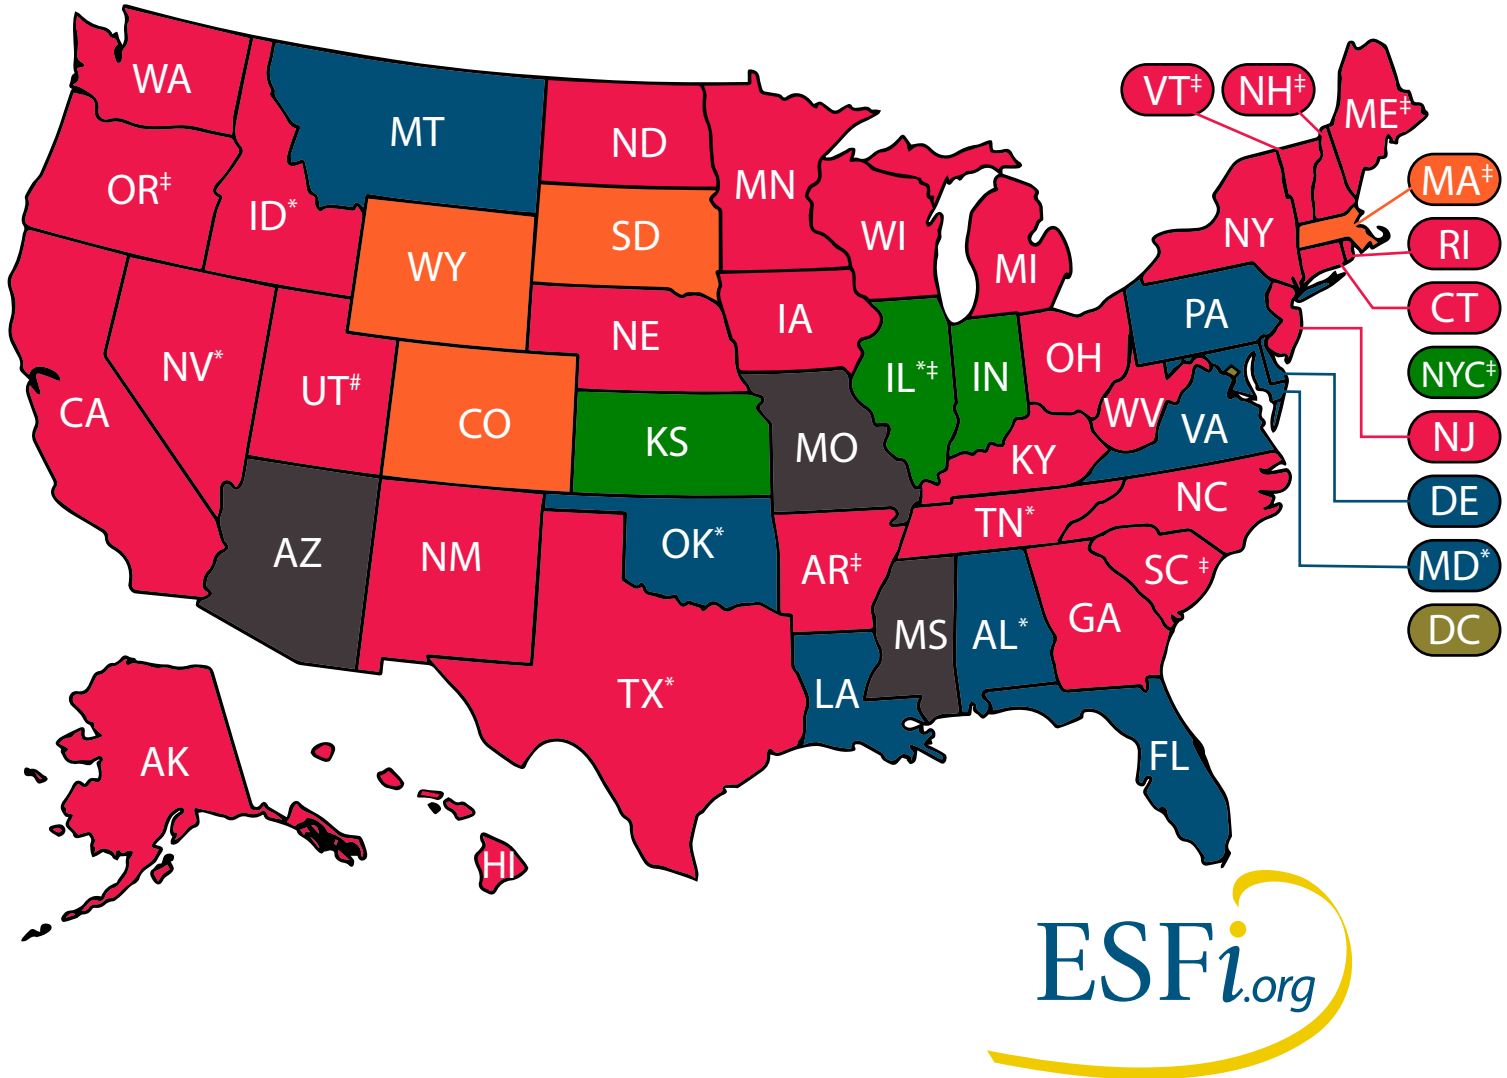 WA
MT
ND
MN
VT‡
NH‡
ME‡
OR‡
ID*
WY
SD
WI
MI
NY
MA‡
RI
CT
NV*
UT#
NE
IA
IL*‡
IN
OH
PA
NYC‡
NJ
CA
CO
KS
MO
KY
WV
VA
DE
MD*
DC
AZ
NM
OK*
AR‡
TN*
NC
SC ‡
TX*
LA
MS
AL*
GA
FL
AK
HI
ESFi.org